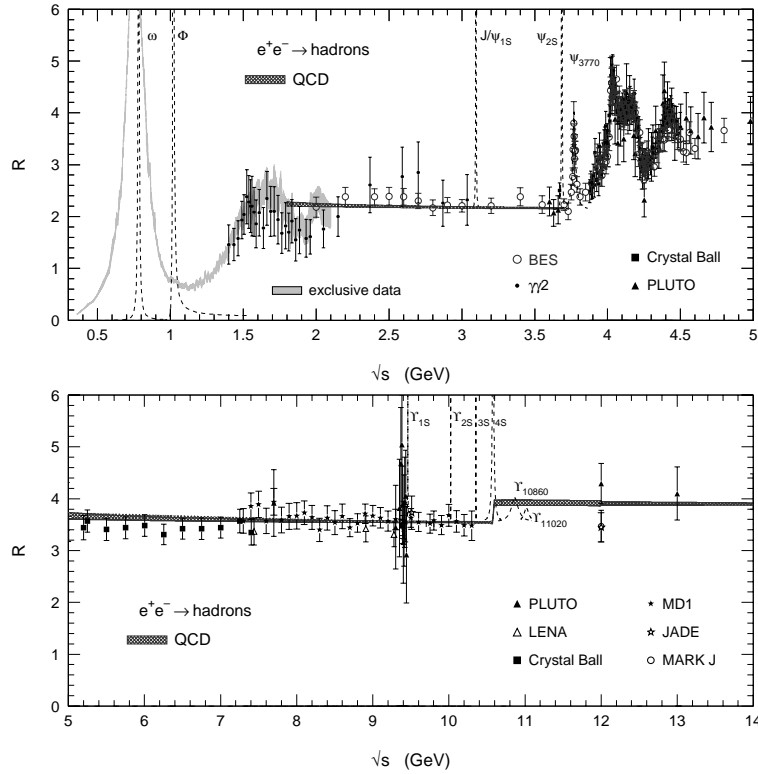 6
5
4
3
2
1
0
R
ω Φ J/ψ1S ψ2S
ψ3770
e+e− → hadrons
QCD
exclusive data
BES
γγ2
Crystal Ball
PLUTO
0.5 1 1.5 2 2.5 3 3.5 4 4.5 5
√s (GeV)
6
5
4
3
2
1
0
R
ϒ1S ϒ2S 3S 4S
ϒ10860
ϒ11020
e+e− → hadrons
QCD
PLUTO
LENA
Crystal Ball
MD1
JADE
MARK J
5 6 7 8 9 10 11 12 13 14
√s (GeV)